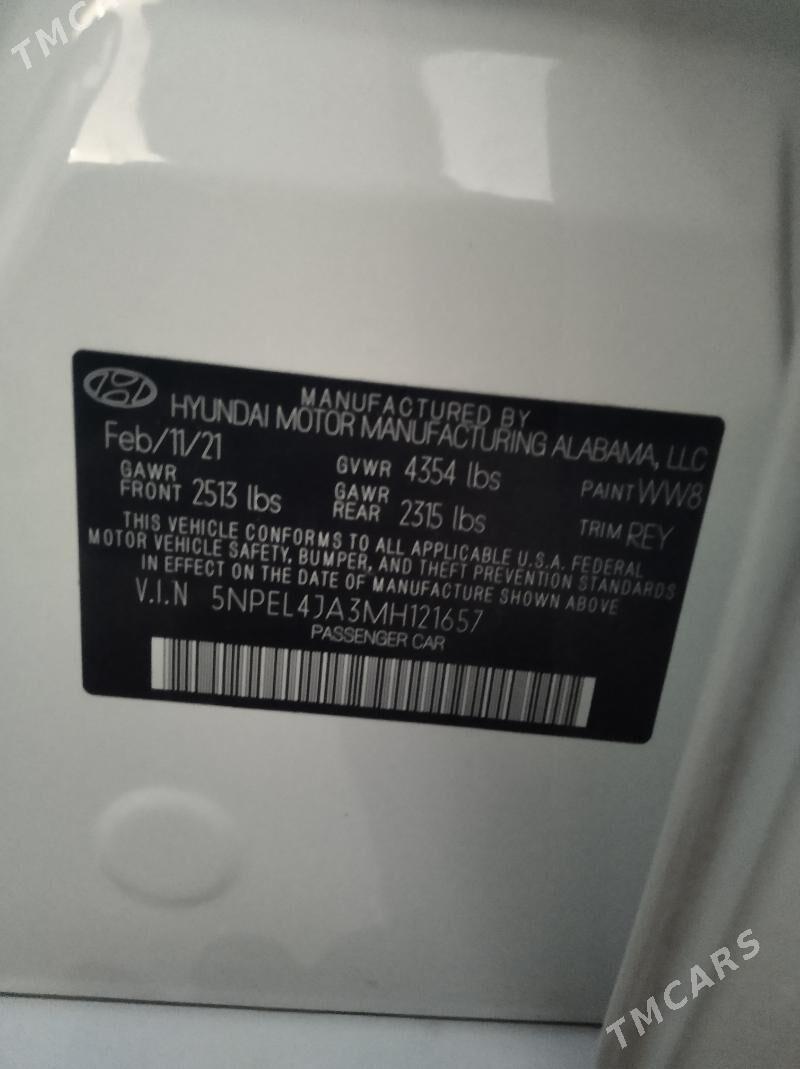 TMCARS
MANUFACTURED BY
HYUNDAI MOTOR MANUFACTURING ALABAMA, LLC
Feb/11/21
GAWR FRONT 2513 lbs
GVWR 4354 lbs
GAWR REAR 2315 lbs
PAINT WW8
TRIM REY
THIS VEHICLE CONFORMS TO ALL APPLICABLE U.S.A. FEDERAL
MOTOR VEHICLE SAFETY, BUMPER, AND THEFT PREVENTION STANDARDS
IN EFFECT ON THE DATE OF MANUFACTURE SHOWN ABOVE
V.I.N 5NPEL4JA3MH121657
PASSENGER CAR